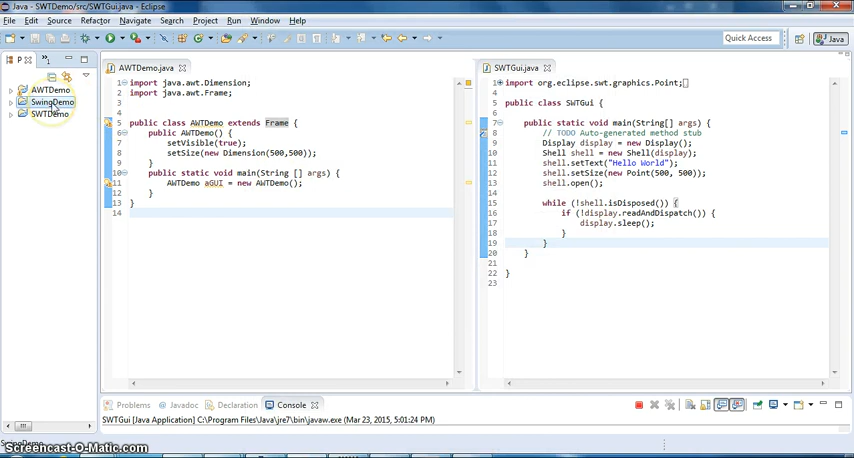 Java - SWTDemo/src/SWTGui.java - Eclipse
File Edit Source Refactor Navigate Search Project Run Window Help
Quick Access
Java
P
AWTDemo
SwingDemo
SWTDemo
AWTDemo.java
1 import java.awt.Dimension;
2 import java.awt.Frame;
3
4
5 public class AWTDemo extends Frame {
6 public AWTDemo() {
7 setVisible(true);
8 setSize(new Dimension(500,500));
9 }
10 public static void main(String [] args) {
11 AWTDemo aGUI = new AWTDemo();
12 }
13 }
14
SWTGui.java
1 import org.eclipse.swt.graphics.Point;
5 public class SWTGui {
6
7 public static void main(String[] args) {
8 // TODO Auto-generated method stub
9 Display display = new Display();
10 Shell shell = new Shell(display);
11 shell.setText("Hello World");
12 shell.setSize(new Point(500, 500));
13 shell.open();
14
15 while (!shell.isDisposed()) {
16 if (!display.readAndDispatch()) {
17 display.sleep();
18 }
19 }
20 }
21
22 }
23
Problems Javadoc Declaration Console
SWTGui [Java Application] C:\Program Files\Java\jre7\bin\javaw.exe (Mar 23, 2015, 5:01:24 PM)
SwingDemo
Screencast-O-Matic.com